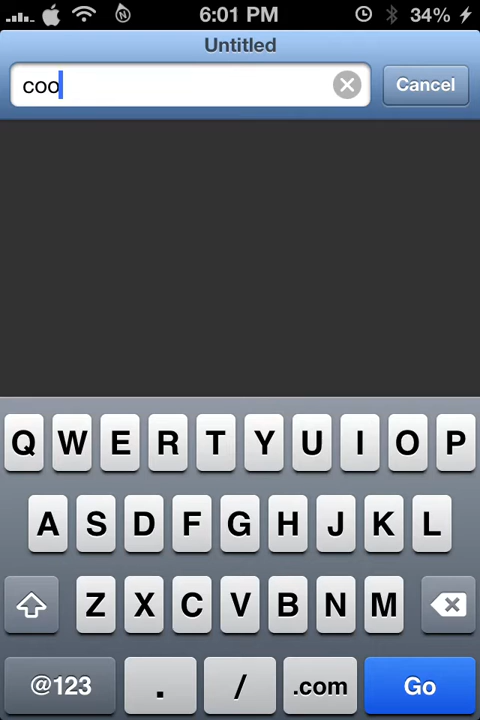 6:01 PM 34%
Untitled
coo Cancel
Q W E R T Y U I O P
A S D F G H J K L
Z X C V B N M
@123 . / .com Go